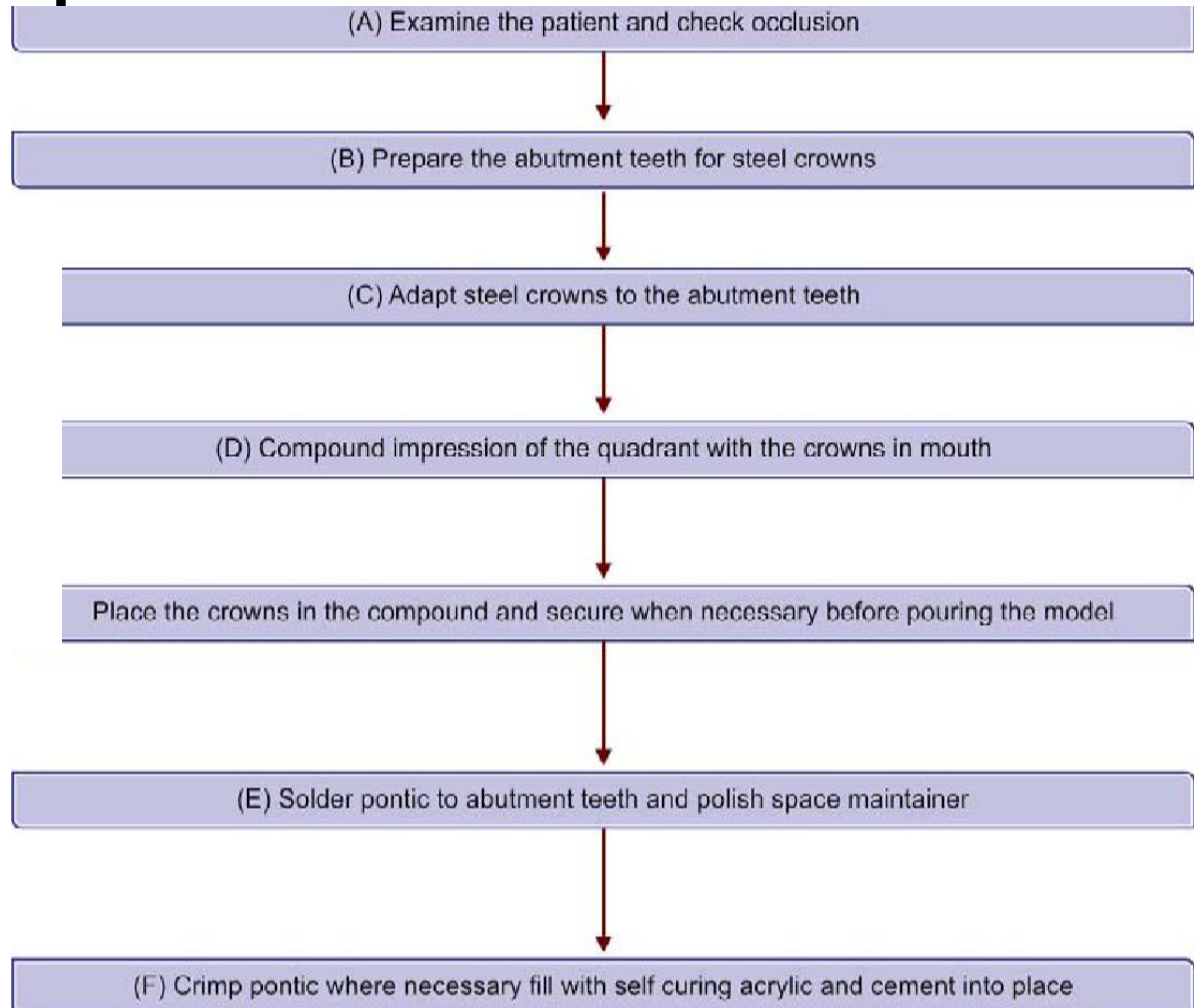 (A) Examine the patient and check occlusion
(B) Prepare the abutment teeth for steel crowns
(C) Adapt steel crowns to the abutment teeth
(D) Compound impression of the quadrant with the crowns in mouth
Place the crowns in the compound and secure when necessary before pouring the model
(E) Solder pontic to abutment teeth and polish space maintainer
(F) Crimp pontic where necessary fill with self curing acrylic and cement into place